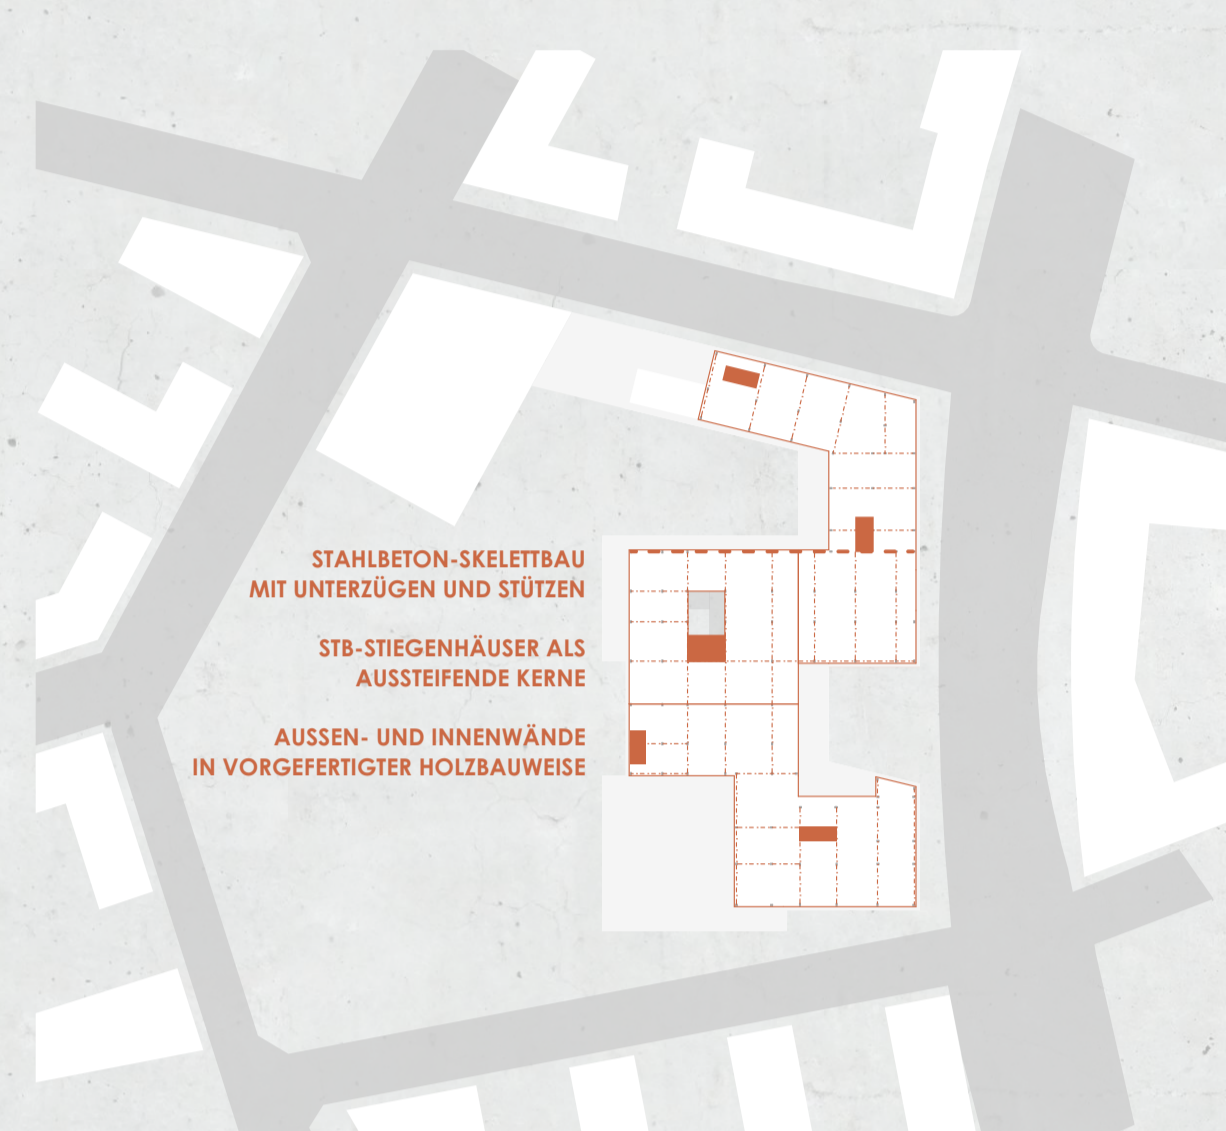 STAHLBETON-SKELETTBAU
MIT UNTERZÜGEN UND STÜTZEN
STB-STIEGENHÄUSER ALS
AUSSTEIFENDE KERNE
AUSSEN- UND INNENWÄNDE
IN VORGEFERTIGTER HOLZBAUWEISE